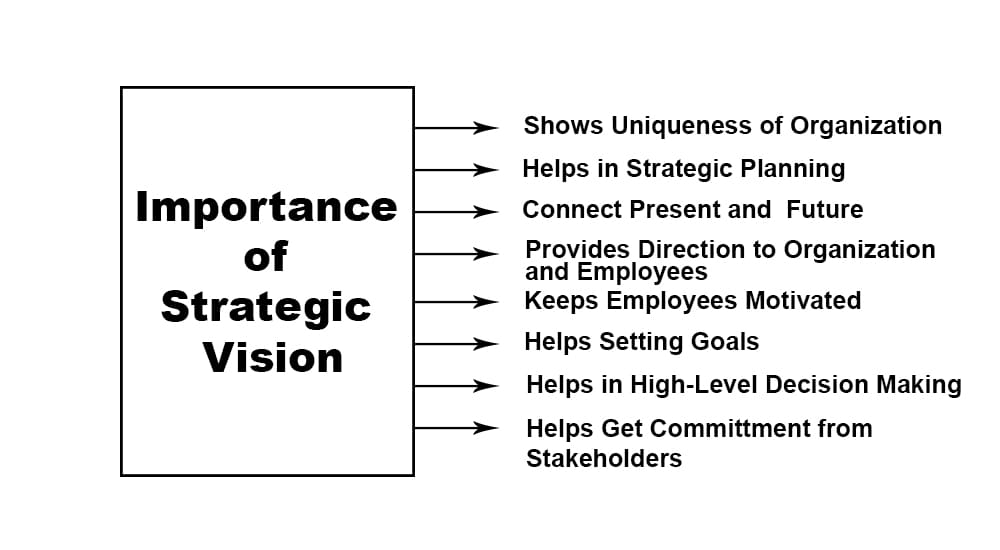 Importance
of
Strategic
Vision
Shows Uniqueness of Organization
Helps in Strategic Planning
Connect Present and  Future
Provides Direction to Organization
and Employees
Keeps Employees Motivated
Helps Setting Goals
Helps in High-Level Decision Making
Helps Get Committment from
Stakeholders